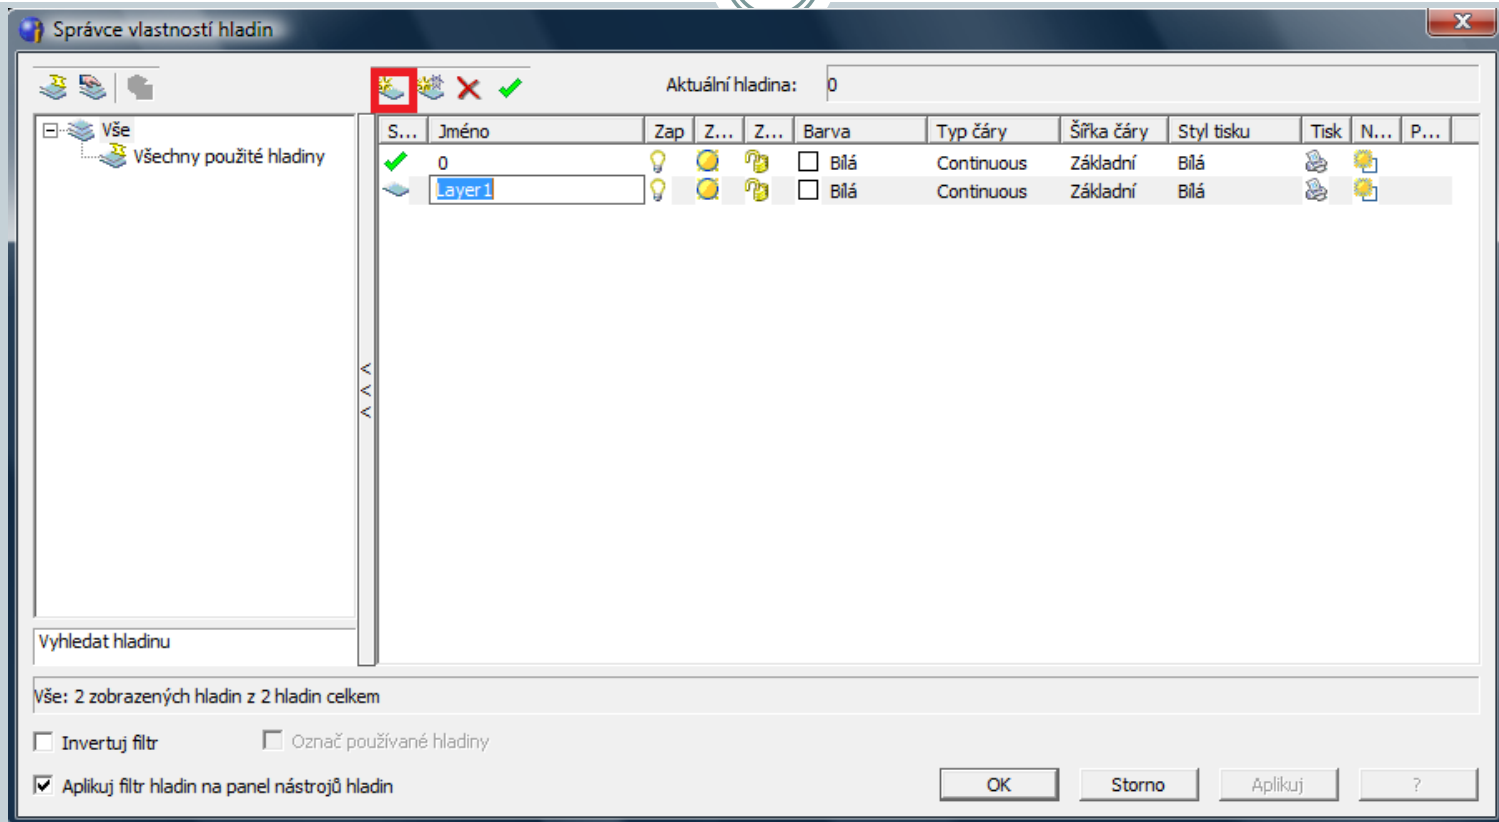 Správce vlastností hladin
Aktuální hladina: 0
Vše
Všechny použité hladiny
S... Jméno Zap Z... Z... Barva Typ čáry Šířka čáry Styl tisku Tisk N... P...
0 Bílá Continuous Základní Bílá
Layer1 Bílá Continuous Základní Bílá
<
<
<
Vyhledat hladinu
Vše: 2 zobrazených hladin z 2 hladin celkem
Invertuj filtr Označ používané hladiny
Aplikuj filtr hladin na panel nástrojů hladin
OK Storno Aplikuj ?